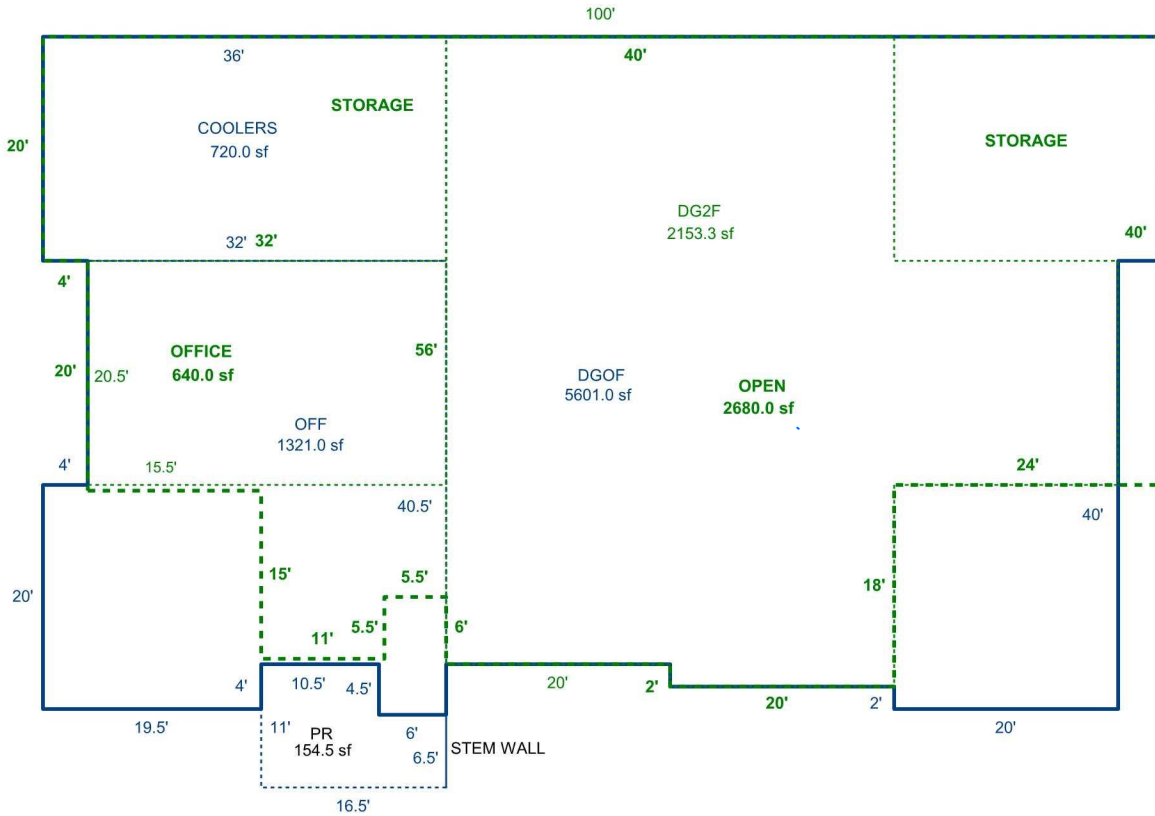 100'
36'
40'
STORAGE
COOLERS
720.0 sf
20'
STORAGE
DG2F
2153.3 sf
40'
32' 32'
4'
56'
OFFICE
640.0 sf
20'
20.5'
DGOF
5601.0 sf
OPEN
2680.0 sf
OFF
1321.0 sf
4'
15.5'
24'
40.5'
40'
15'
5.5'
18'
20'
5.5'
6'
11'
4'
10.5'
4.5'
20'
2'
20'
2'
19.5'
11'
PR
154.5 sf
6'
6.5'
STEM WALL
20'
16.5'